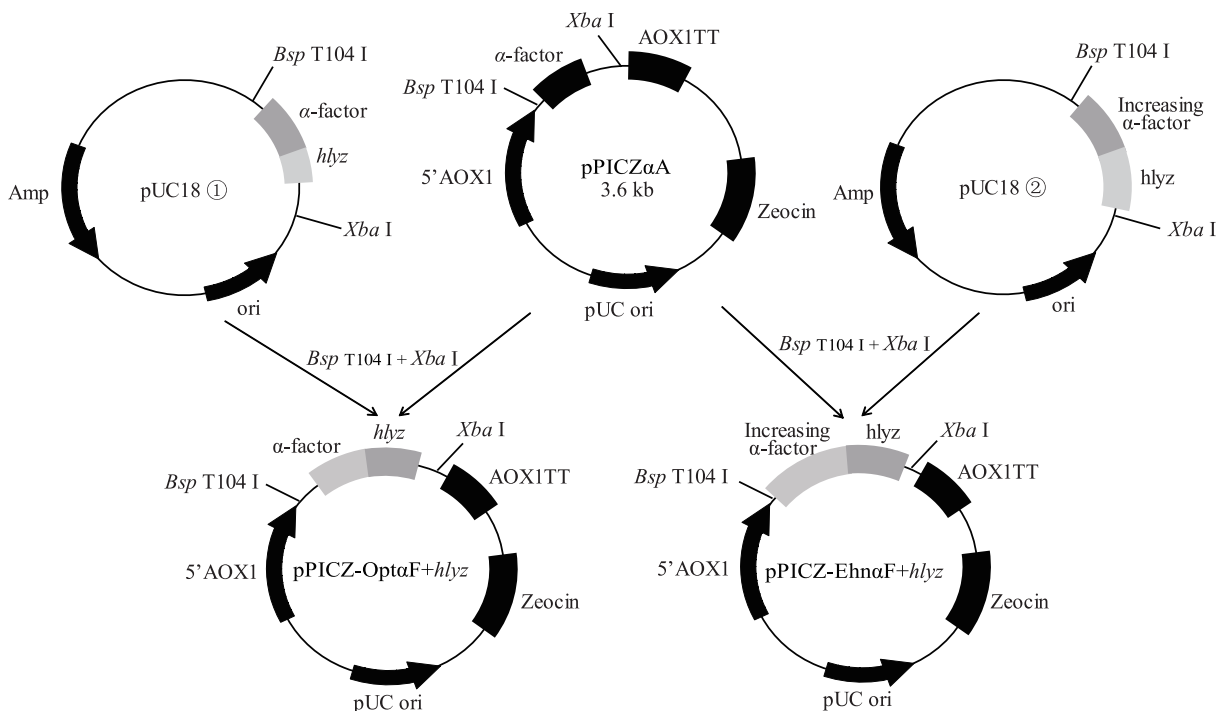 Bsp T104 I
α-factor
hlyz
Amp
pUC18 ①
Xba I
ori
Xba I
AOX1TT
α-factor
Bsp T104 I
5'AOX1
pPICZαA
3.6 kb
Zeocin
pUC ori
Bsp T104 I
Increasing
α-factor
hlyz
Amp
pUC18 ②
Xba I
ori
Bsp T104 I + Xba I
Bsp T104 I + Xba I
hlyz
Xba I
α-factor
Bsp T104 I
AOX1TT
5'AOX1
pPICZ-OptαF+hlyz
Zeocin
pUC ori
Increasing
α-factor
hlyz
Xba I
Bsp T104 I
AOX1TT
5'AOX1
pPICZ-EhnαF+hlyz
Zeocin
pUC ori